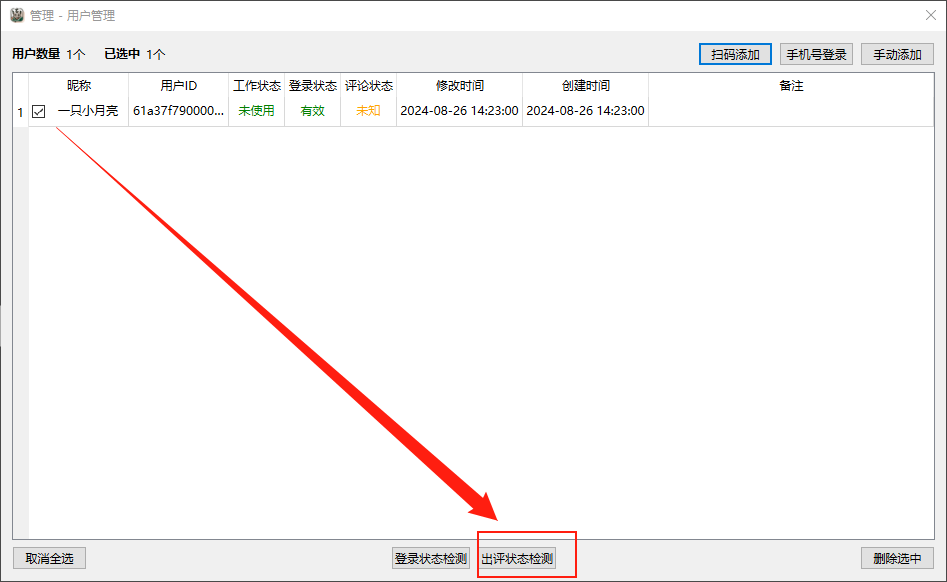 管理 - 用户管理
用户数量 1个 已选中 1个 扫码添加 手机号登录 手动添加
昵称 用户ID 工作状态 登录状态 评论状态 修改时间 创建时间 备注
1 一只小月亮 61a37f790000... 未使用 有效 未知 2024-08-26 14:23:00 2024-08-26 14:23:00
取消全选 登录状态检测 出评状态检测 删除选中